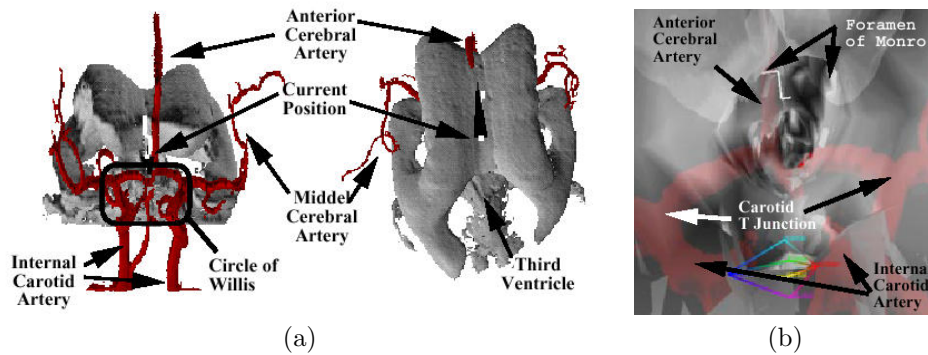 Anterior
Cerebral
Artery
Current
Position
Middel
Cerebral
Artery
Internal
Carotid
Artery
Circle of
Willis
Third
Ventricle
(a)
Anterior
Cerebral
Artery
Foramen
of Monro
Carotid
T Junction
Internal
Carotid
Artery
(b)